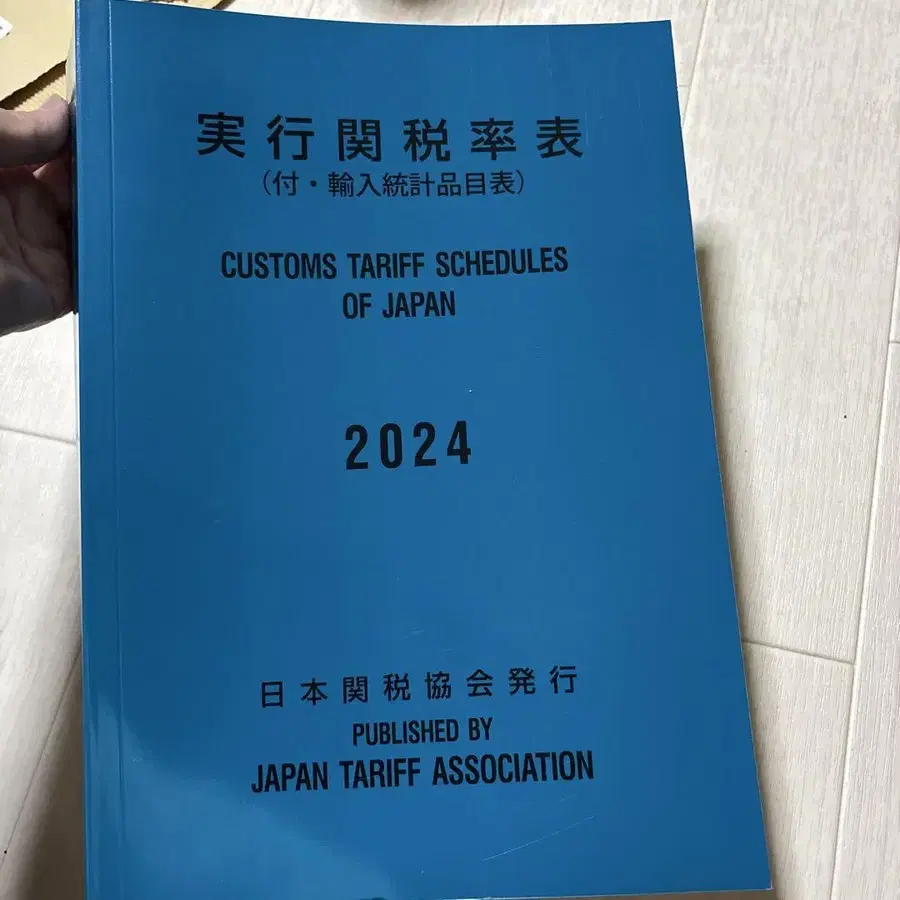 実行関税率表
（付・輸入統計品目表）
CUSTOMS TARIFF SCHEDULES
OF JAPAN
2024
日本関税協会発行
PUBLISHED BY
JAPAN TARIFF ASSOCIATION